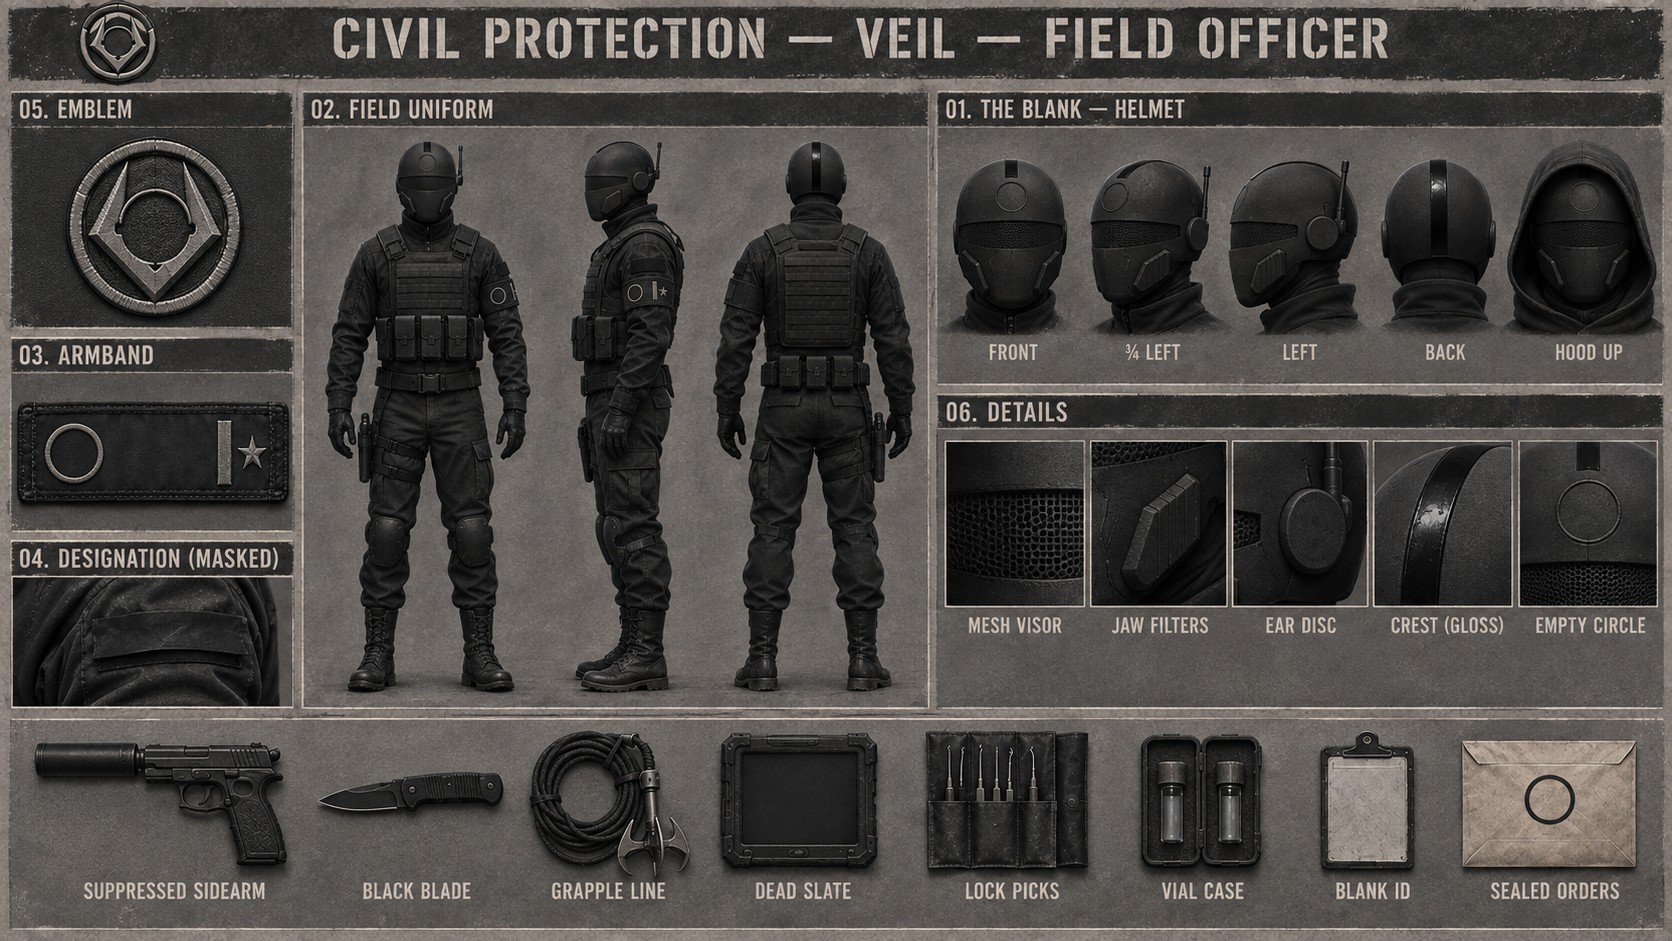 CIVIL PROTECTION — VEIL — FIELD OFFICER
05. EMBLEM
02. FIELD UNIFORM
01. THE BLANK — HELMET
FRONT
¾ LEFT
LEFT
BACK
HOOD UP
03. ARMBAND
06. DETAILS
MESH VISOR
JAW FILTERS
EAR DISC
CREST (GLOSS)
EMPTY CIRCLE
04. DESIGNATION (MASKED)
SUPPRESSED SIDEARM
BLACK BLADE
GRAPPLE LINE
DEAD SLATE
LOCK PICKS
VIAL CASE
BLANK ID
SEALED ORDERS